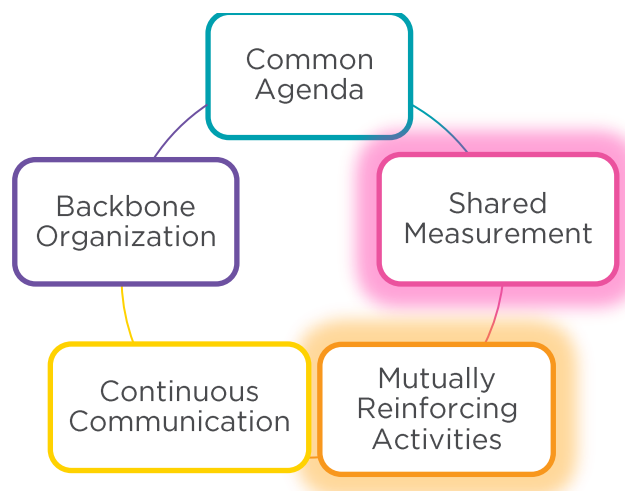 Common
Agenda
Shared
Measurement
Mutually
Reinforcing
Activities
Continuous
Communication
Backbone
Organization